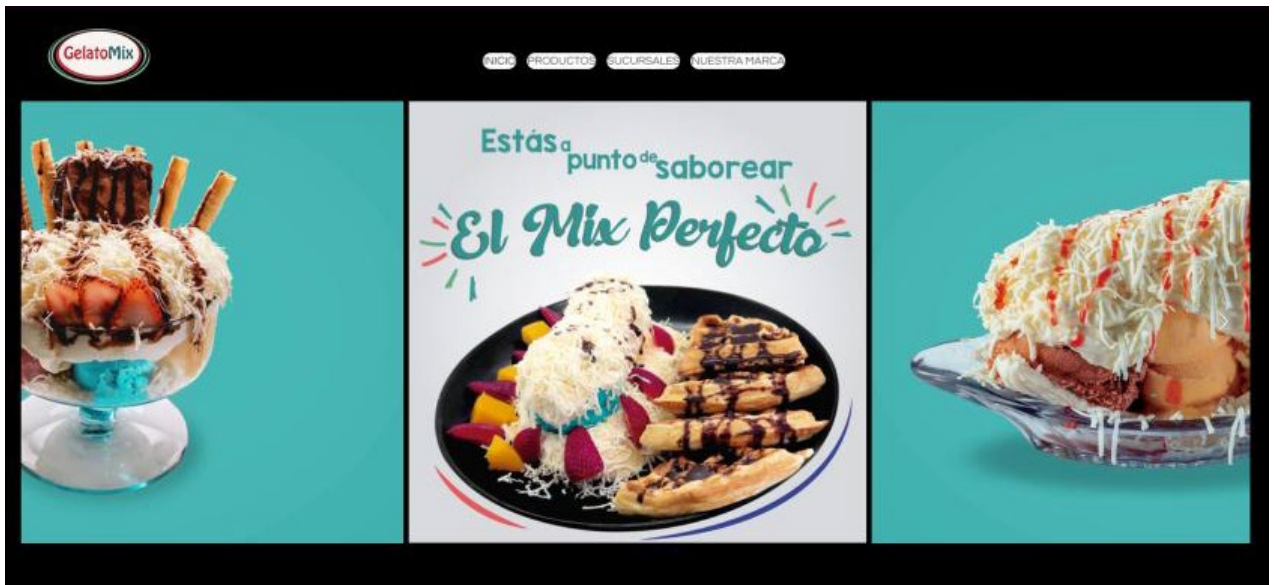 GelatoMix
INICIO PRODUCTOS SUCURSALES NUESTRA MARCA
Estás a punto de saborear
El Mix Perfecto